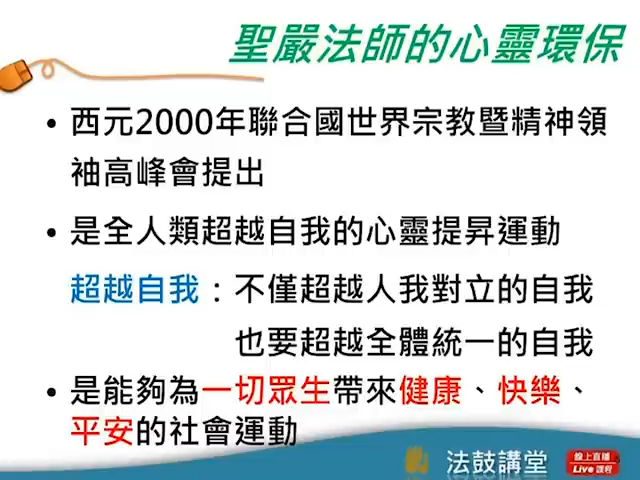 聖嚴法師的心靈環保
• 西元2000年聯合國世界宗教暨精神領
袖高峰會提出
• 是全人類超越自我的心靈提昇運動
超越自我：不僅超越人我對立的自我
也要超越全體統一的自我
• 是能夠為一切眾生帶來健康、快樂、
平安的社會運動
法鼓講堂
線上直播
Live 課程